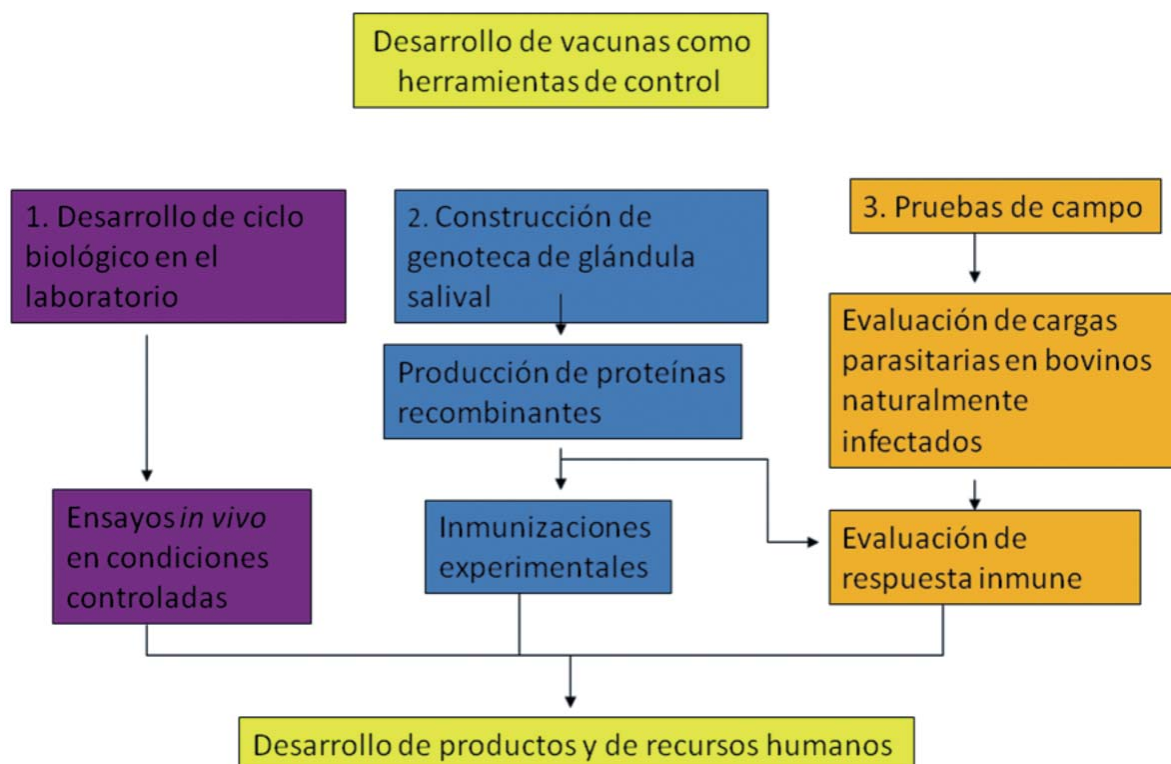 Desarrollo de vacunas como
herramientas de control
1. Desarrollo de ciclo
biológico en el
laboratorio
2. Construcción de
genoteca de glándula
salival
3. Pruebas de campo
Producción de proteínas
recombinantes
Evaluación de cargas
parasitarias en bovinos
naturalmente
infectados
Ensayos in vivo
en condiciones
controladas
Inmunizaciones
experimentales
Evaluación de
respuesta inmune
Desarrollo de productos y de recursos humanos